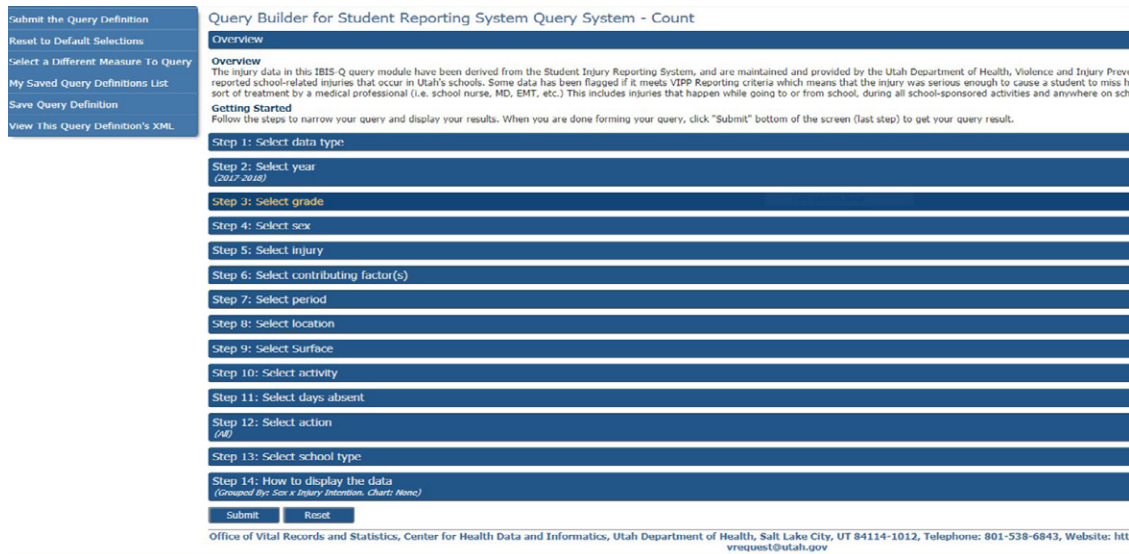 Submit the Query Definition
Reset to Default Selections
Select a Different Measure To Query
My Saved Query Definitions List
Save Query Definition
View This Query Definition's XML
Query Builder for Student Reporting System Query System - Count
Overview
Overview
The injury data in this IBIS-Q query module have been derived from the Student Injury Reporting System, and are maintained and provided by the Utah Department of Health, Violence and Injury Preve
reported school-related injuries that occur in Utah's schools. Some data has been flagged if it meets VIPP Reporting criteria which means that the injury was serious enough to cause a student to miss h
sort of treatment by a medical professional (i.e. school nurse, MD, EMT, etc.) This includes injuries that happen while going to or from school, during all school-sponsored activities and anywhere on sch
Getting Started
Follow the steps to narrow your query and display your results. When you are done forming your query, click "Submit" bottom of the screen (last step) to get your query result.
Step 1: Select data type
Step 2: Select year
(2017-2018)
Step 3: Select grade
Step 4: Select sex
Step 5: Select injury
Step 6: Select contributing factor(s)
Step 7: Select period
Step 8: Select location
Step 9: Select Surface
Step 10: Select activity
Step 11: Select days absent
Step 12: Select action
(All)
Step 13: Select school type
Step 14: How to display the data
(Grouped By: Sex x Injury Intention. Chart: None)
Submit Reset
Office of Vital Records and Statistics, Center for Health Data and Informatics, Utah Department of Health, Salt Lake City, UT 84114-1012, Telephone: 801-538-6843, Website: htt
vrequest@utah.gov